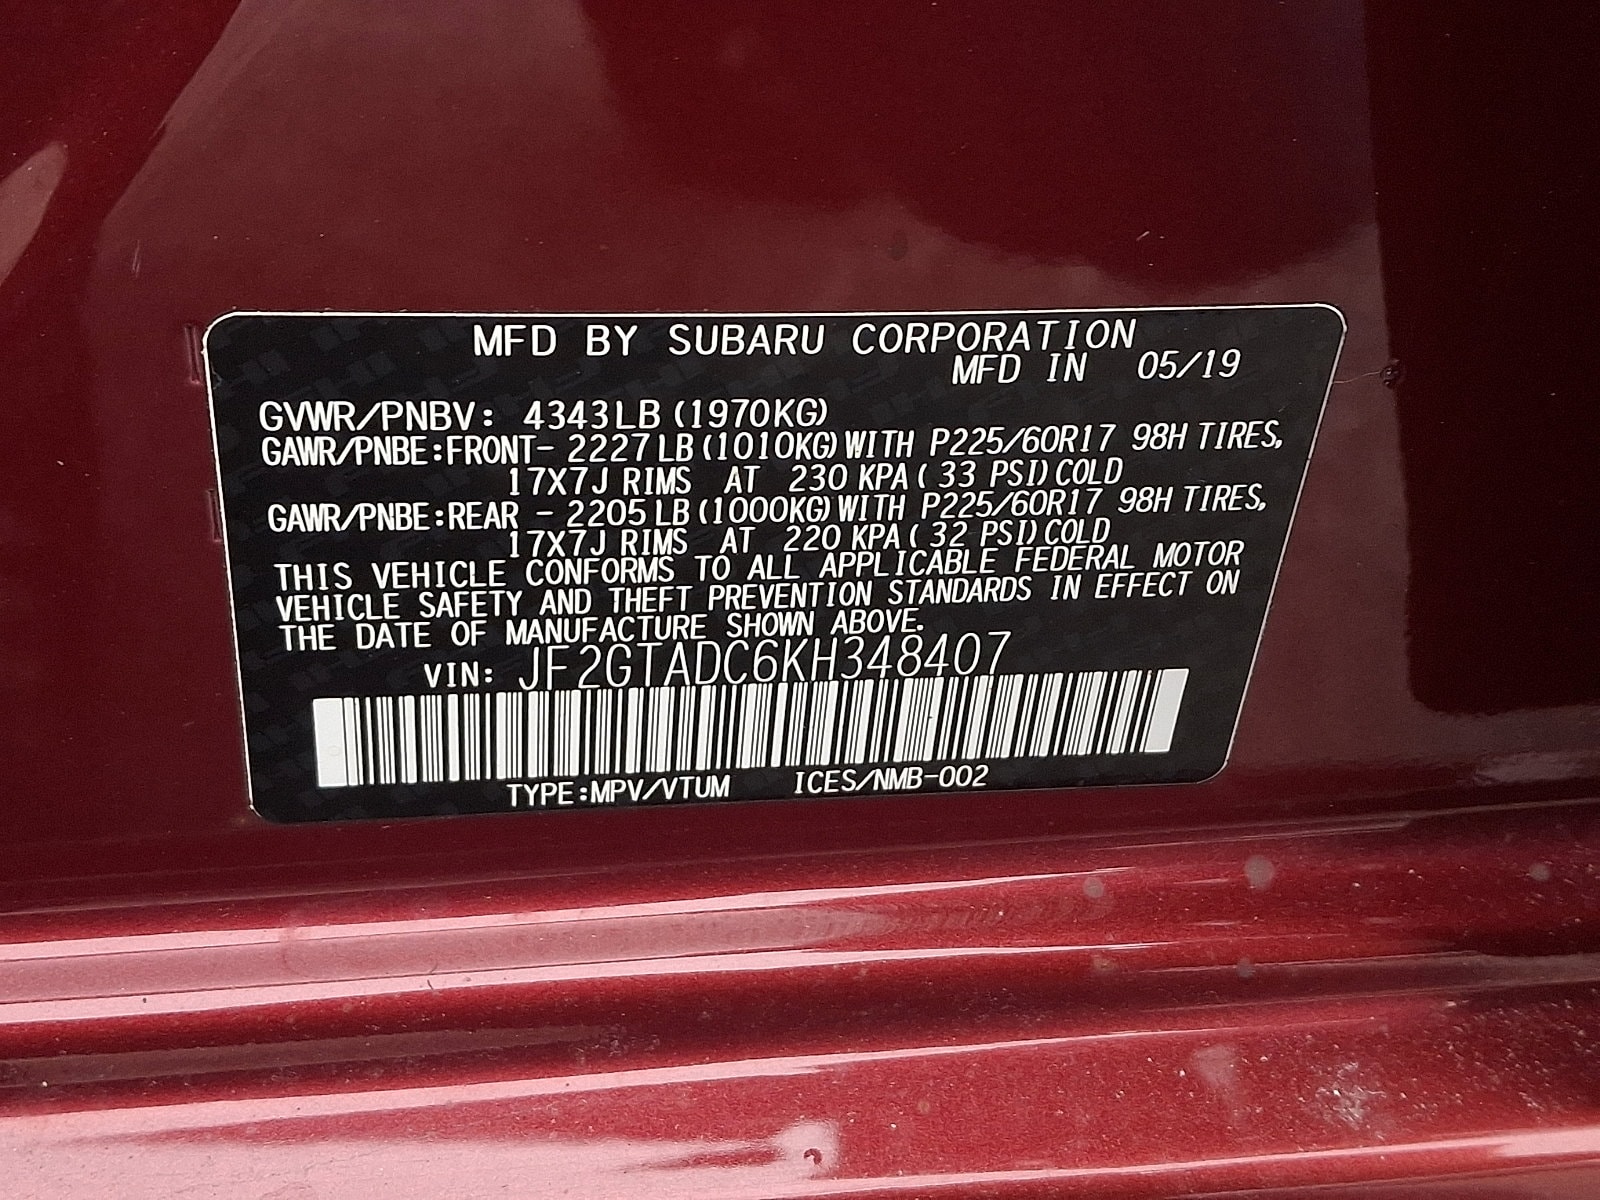 MFD BY SUBARU CORPORATION
MFD IN 05/19
GVWR/PNBV: 4343LB (1970KG)
GAWR/PNBE:FRONT- 2227LB(1010KG)WITH P225/60R17 98H TIRES,
17X7J RIMS AT 230 KPA( 33 PSI)COLD
GAWR/PNBE:REAR - 2205LB(1000KG)WITH P225/60R17 98H TIRES,
17X7J RIMS AT 220 KPA( 32 PSI)COLD
THIS VEHICLE CONFORMS TO ALL APPLICABLE FEDERAL MOTOR
VEHICLE SAFETY AND THEFT PREVENTION STANDARDS IN EFFECT ON
THE DATE OF MANUFACTURE SHOWN ABOVE.
VIN: JF2GTADC6KH348407
TYPE:MPV/VTUM ICES/NMB-002